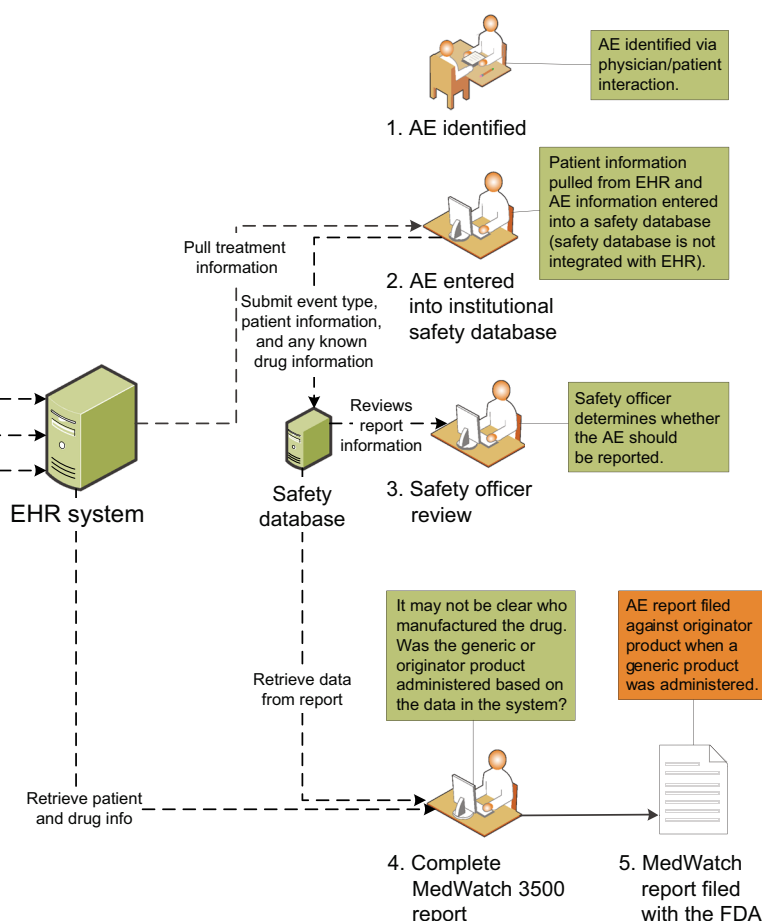 AE identified via
physician/patient
interaction.
1. AE identified
Patient information
pulled from EHR and
AE information entered
into a safety database
(safety database is not
integrated with EHR).
Pull treatment
information
2. AE entered
into institutional
safety database
Submit event type,
patient information,
and any known
drug information
Reviews
report
information
Safety officer
determines whether
the AE should
be reported.
3. Safety officer
review
EHR system
Safety
database
It may not be clear who
manufactured the drug.
Was the generic or
originator product
administered based on
the data in the system?
AE report filed
against originator
product when a
generic product
was administered.
Retrieve data
from report
Retrieve patient
and drug info
4. Complete
MedWatch 3500
report
5. MedWatch
report filed
with the FDA